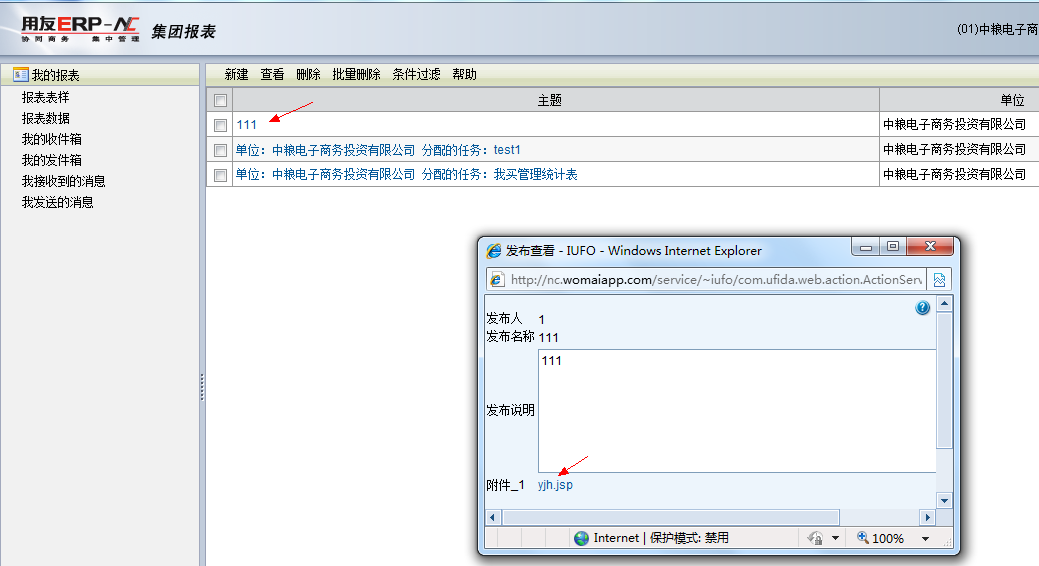 用友ERP-NC 集团报表
协同商务 集中管理
(01)中粮电子商
我的报表
报表表样
报表数据
我的收件箱
我的发件箱
我接收到的消息
我发送的消息
新建 查看 删除 批量删除 条件过滤 帮助
主题 单位
111 中粮电子商务投资有限公司
单位：中粮电子商务投资有限公司 分配的任务：test1 中粮电子商务投资有限公司
单位：中粮电子商务投资有限公司 分配的任务：我买管理统计表 中粮电子商务投资有限公司
发布查看 - IUFO - Windows Internet Explorer
http://nc.womaiapp.com/service/~iufo/com.ufida.web.action.ActionServ
发布人 1
发布名称 111
111
发布说明
附件_1 yjh.jsp
Internet | 保护模式: 禁用
100%